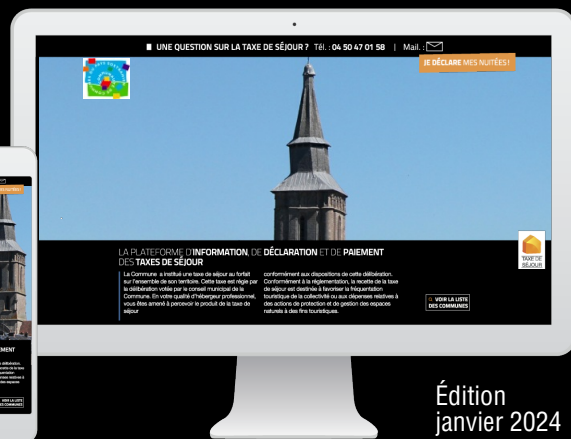 UNE QUESTION SUR LA TAXE DE SÉJOUR ? Tél. : 04 50 47 01 58 | Mail. :
JE DÉCLARE MES NUITÉES !
LA PLATEFORME D'INFORMATION, DE DÉCLARATION ET DE PAIEMENT
DES TAXES DE SÉJOUR
La Commune a institué une taxe de séjour au forfait
sur l'ensemble de son territoire. Cette taxe est régie par
la délibération votée par le conseil municipal de la
Commune. En votre qualité d'hébergeur professionnel,
vous êtes amené à percevoir le produit de la taxe de
séjour
conformément aux dispositions de cette délibération.
Conformément à la réglementation, la recette de la taxe
de séjour est destinée à favoriser la fréquentation
touristique de la collectivité ou aux dépenses relatives à
des actions de protection et de gestion des espaces
naturels à des fins touristiques.
TAXE DE
SÉJOUR
VOIR LA LISTE
DES COMMUNES
EMENT
VOIR LA LISTE
DES COMMUNES
Édition
janvier 2024